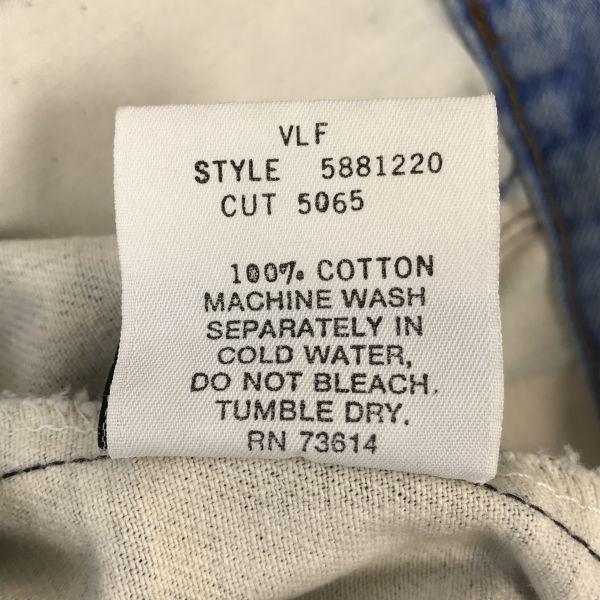 VLF
STYLE 5881220
CUT 5065
100% COTTON
MACHINE WASH
SEPARATELY IN
COLD WATER,
DO NOT BLEACH.
TUMBLE DRY.
RN 73614